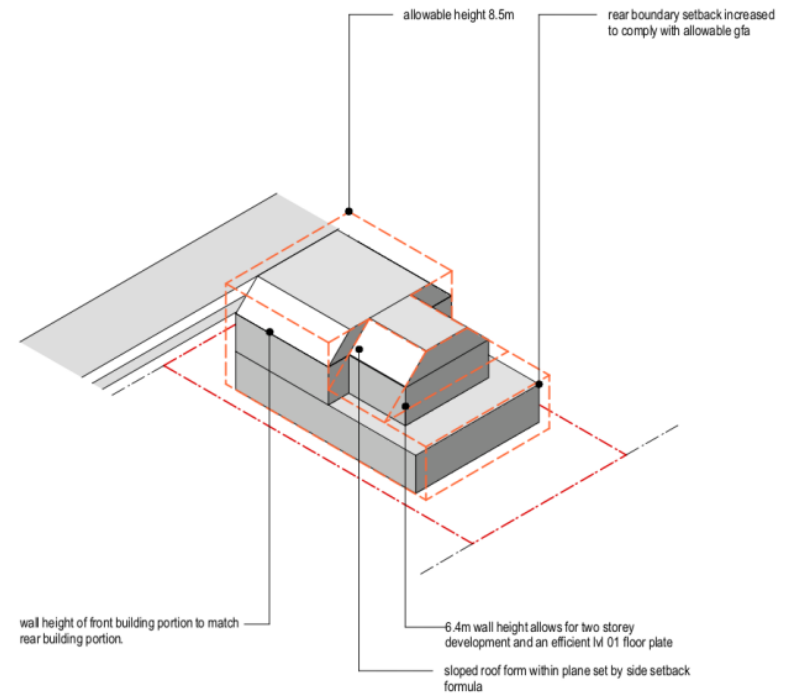 allowable height 8.5m
rear boundary setback increased
to comply with allowable gfa
wall height of front building portion to match
rear building portion.
6.4m wall height allows for two storey
development and an efficient lvl 01 floor plate
sloped roof form within plane set by side setback
formula